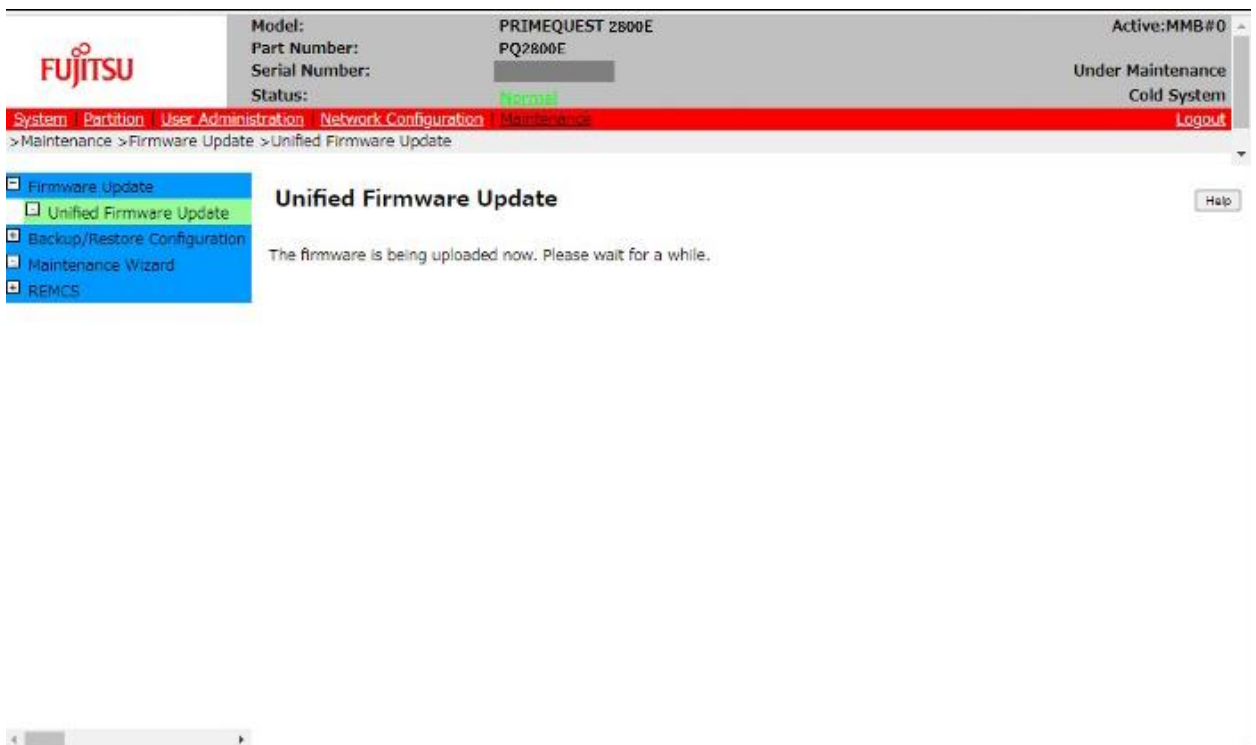 FUJITSU
Model: PRIMEQUEST 2800E Active:MMB#0
Part Number: PQ2800E
Serial Number: Under Maintenance
Status: Normal Cold System
System | Partition | User Administration | Network Configuration | Maintenance Logout
>Maintenance >Firmware Update >Unified Firmware Update
Firmware Update
Unified Firmware Update
Backup/Restore Configuration
Maintenance Wizard
REMCS
Unified Firmware Update
Help
The firmware is being uploaded now. Please wait for a while.